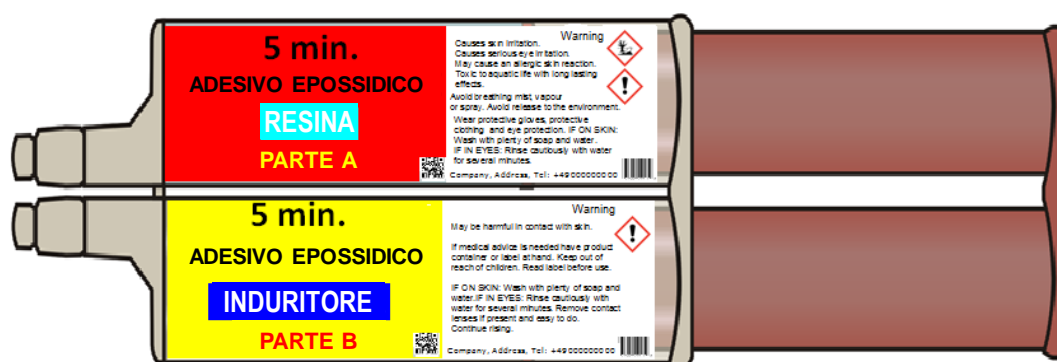 5 min.
ADESIVO EPOSSIDICO
RESINA
PARTE A
Warning
Causes skin irritation.
Causes serious eye irritation.
May cause an allergic skin reaction.
Toxic to aquatic life with long lasting
effects.
Avoid breathing mist, vapour
or spray. Avoid release to the environment.
Wear protective gloves, protective
clothing and eye protection. IF ON SKIN:
Wash with plenty of soap and water.
IF IN EYES: Rinse cautiously with water
for several minutes.
Company, Address, Tel: +4900000000
5 min.
ADESIVO EPOSSIDICO
INDURITORE
PARTE B
Warning
May be harmful in contact with skin.
If medical advice is needed have product
container or label at hand. Keep out of
reach of children. Read label before use.
IF ON SKIN: Wash with plenty of soap and
water.IF IN EYES: Rinse cautiously with
water for several minutes. Remove contact
lenses if present and easy to do.
Continue rising.
Company, Address, Tel: +4900000000